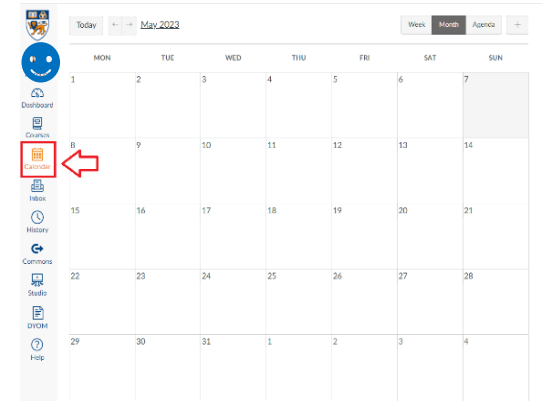 Today ← → May 2023 Week Month Agenda +
MON TUE WED THU FRI SAT SUN
1 2 3 4 5 6 7
8 9 10 11 12 13 14
15 16 17 18 19 20 21
22 23 24 25 26 27 28
29 30 31 1 2 3 4
Dashboard
Courses
Calendar
Inbox
History
Commons
Studio
DYOM
Help